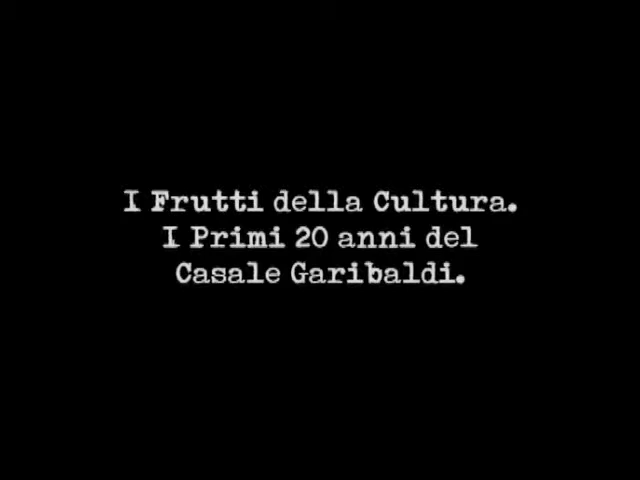 I Frutti della Cultura.
I Primi 20 anni del
Casale Garibaldi.